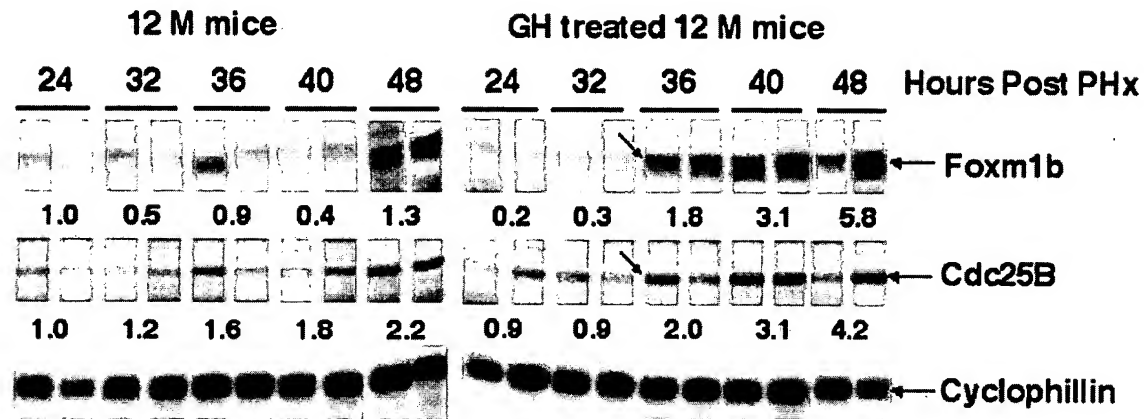 12 M mice GH treated 12 M mice
24 32 36 40 48 24 32 36 40 48 Hours Post PHx
Foxm1b
1.0 0.5 0.9 0.4 1.3 0.2 0.3 1.8 3.1 5.8
Cdc25B
1.0 1.2 1.6 1.8 2.2 0.9 0.9 2.0 3.1 4.2
Cyclophillin